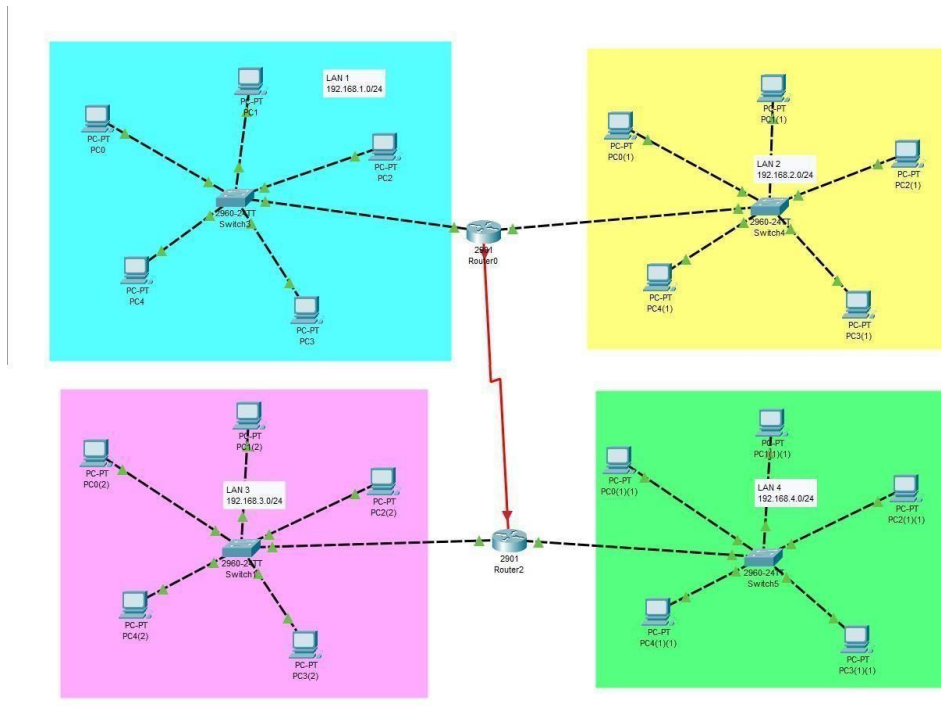 LAN 1
192.168.1.0/24
PC-PT
PC1
PC-PT
PC0
PC-PT
PC2
2960-24TT
Switch3
PC-PT
PC4
PC-PT
PC3
2901
Router0
PC-PT
PC1(1)
PC-PT
PC0(1)
LAN 2
192.168.2.0/24
PC-PT
PC2(1)
2960-24TT
Switch4
PC-PT
PC4(1)
PC-PT
PC3(1)
PC-PT
PC1(2)
PC-PT
PC0(2)
LAN 3
192.168.3.0/24
PC-PT
PC2(2)
2960-24TT
PC-PT
PC4(2)
PC-PT
PC3(2)
2901
Router2
PC-PT
PC1(1)(1)
PC-PT
PC0(1)(1)
LAN 4
192.168.4.0/24
PC-PT
PC2(1)(1)
2960-24TT
Switch5
PC-PT
PC4(1)(1)
PC-PT
PC3(1)(1)